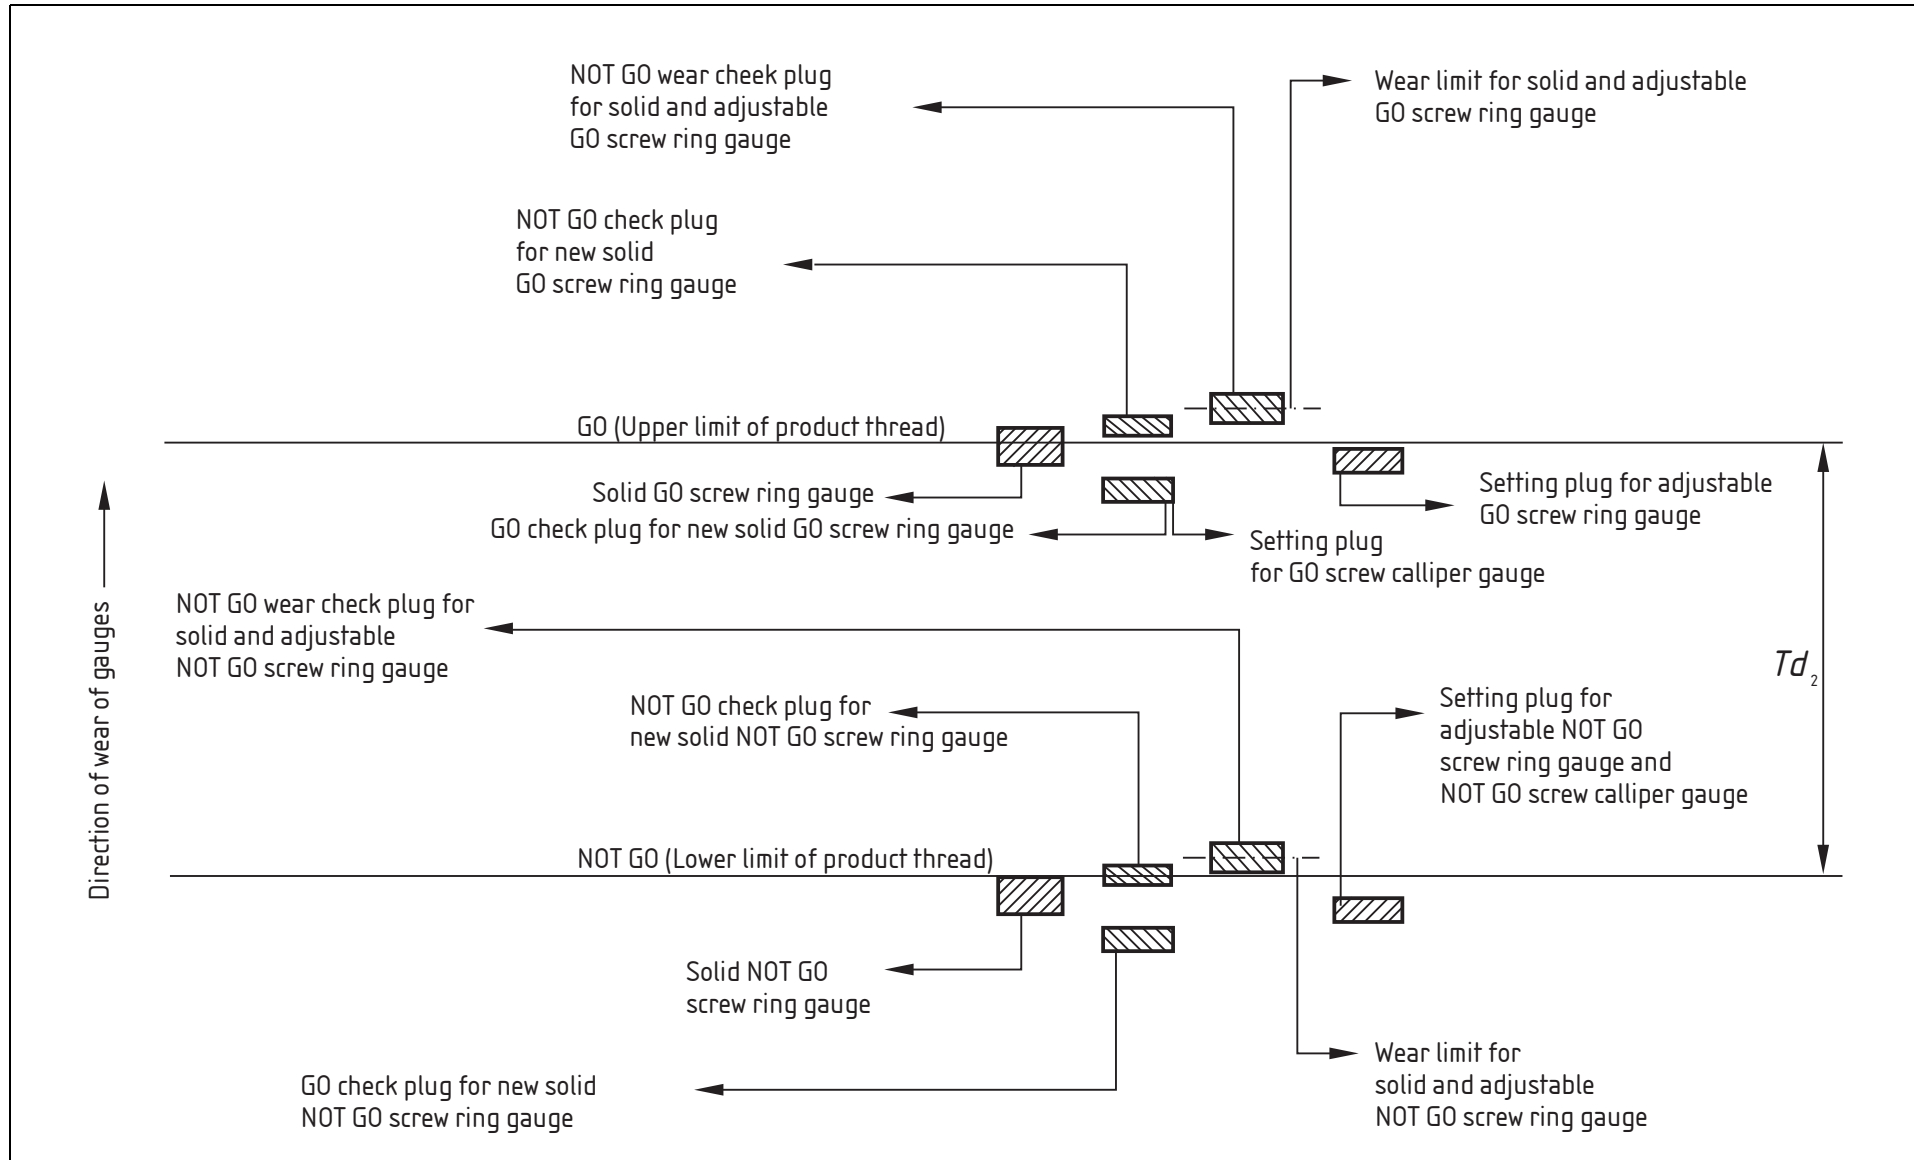 NOT GO wear cheek plug
for solid and adjustable
GO screw ring gauge
Wear limit for solid and adjustable
GO screw ring gauge
NOT GO check plug
for new solid
GO screw ring gauge
GO (Upper limit of product thread)
Solid GO screw ring gauge
GO check plug for new solid GO screw ring gauge
Setting plug for adjustable
GO screw ring gauge
Setting plug
for GO screw calliper gauge
Direction of wear of gauges
NOT GO wear check plug for
solid and adjustable
NOT GO screw ring gauge
Td2
NOT GO check plug for
new solid NOT GO screw ring gauge
Setting plug for
adjustable NOT GO
screw ring gauge and
NOT GO screw calliper gauge
NOT GO (Lower limit of product thread)
Solid NOT GO
screw ring gauge
Wear limit for
solid and adjustable
NOT GO screw ring gauge
GO check plug for new solid
NOT GO screw ring gauge